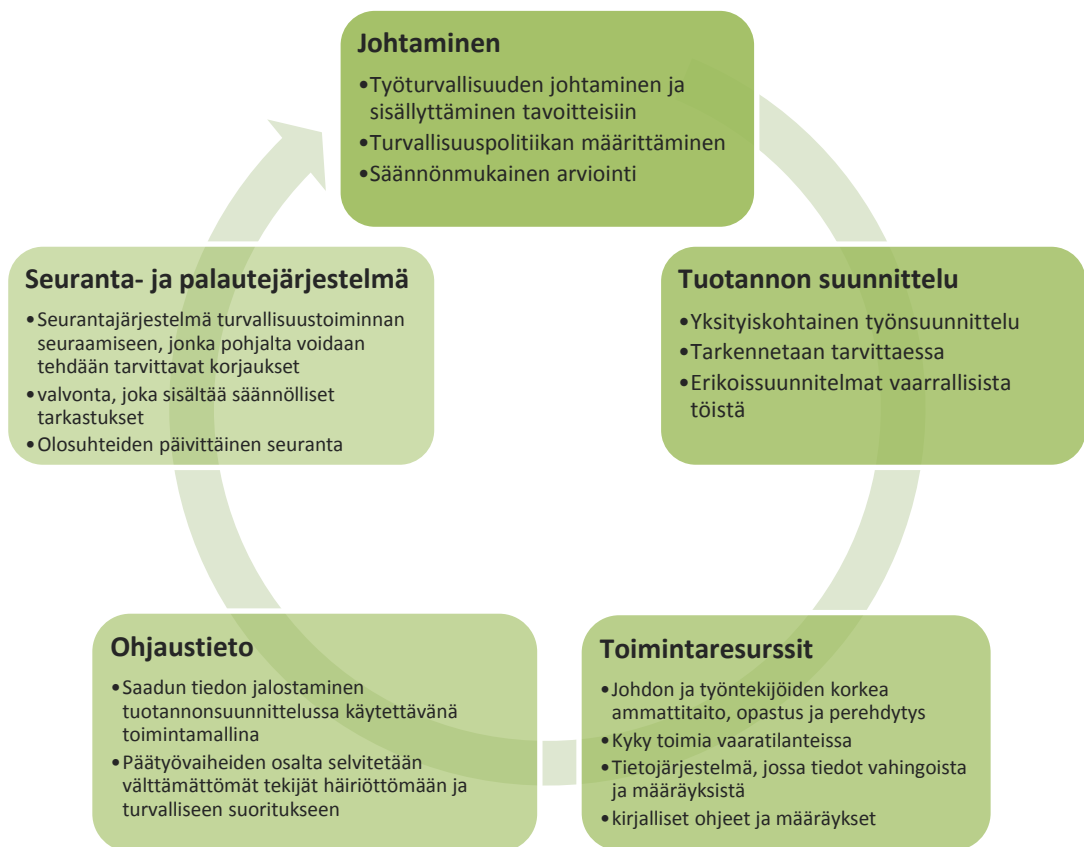 Johtaminen
•Työturvallisuuden johtaminen ja
sisällyttäminen tavoitteisiin
•Turvallisuuspolitiikan määrittäminen
•Säännönmukainen arviointi
Tuotannon suunnittelu
•Yksityiskohtainen työnsuunnittelu
•Tarkennetaan tarvittaessa
•Erikoissuunnitelmat vaarrallisista
töistä
Toimintaresurssit
•Johdon ja työntekijöiden korkea
ammattitaito, opastus ja perehdytys
•Kyky toimia vaaratilanteissa
•Tietojärjestelmä, jossa tiedot vahingoista
ja määräyksistä
•kirjalliset ohjeet ja määräykset
Ohjaustieto
•Saadun tiedon jalostaminen
tuotannonsuunnittelussa käytettävänä
toimintamallina
•Päätyövaiheiden osalta selvitetään
välttämättömät tekijät häiriöttömään ja
turvalliseen suoritukseen
Seuranta- ja palautejärjestelmä
•Seurantajärjestelmä turvallisuustoiminnan
seuraamiseen, jonka pohjalta voidaan
tehdään tarvittavat korjaukset
•valvonta, joka sisältää säännölliset
tarkastukset
•Olosuhteiden päivittäinen seuranta